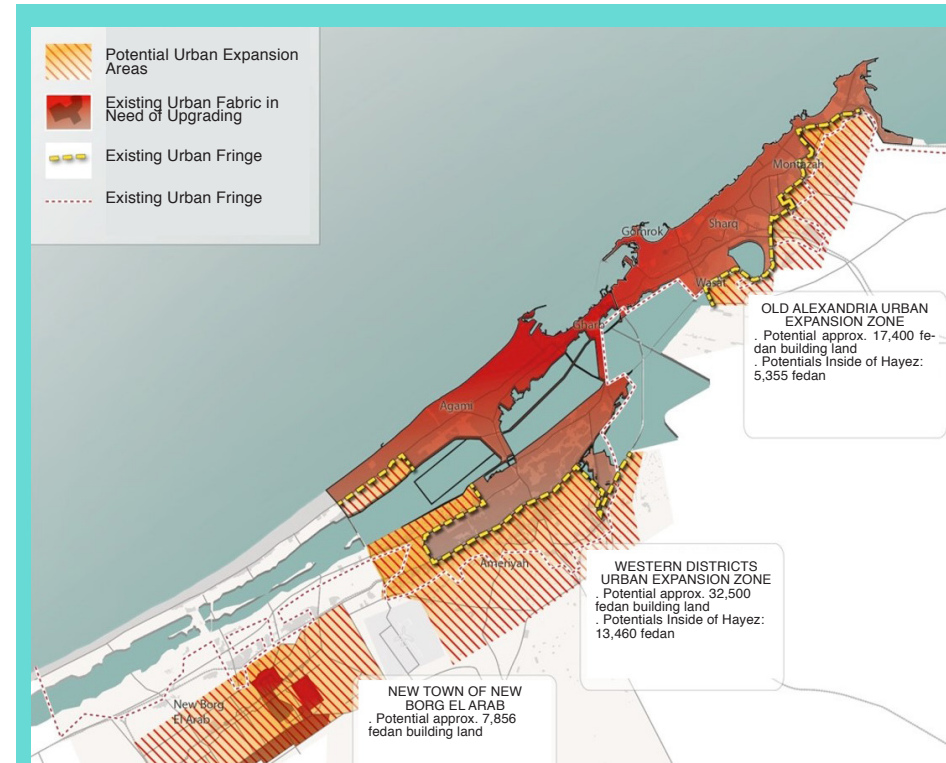 Potential Urban Expansion
Areas
Existing Urban Fabric in
Need of Upgrading
Existing Urban Fringe
Existing Urban Fringe
Montazah
Sharq
Gomrok
Wasat
Gharb
Agami
Ameriyah
New Borg
El Arab
OLD ALEXANDRIA URBAN
EXPANSION ZONE
. Potential approx. 17,400 fe-
dan building land
. Potentials Inside of Hayez:
5,355 fedan
WESTERN DISTRICTS
URBAN EXPANSION ZONE
. Potential approx. 32,500
fedan building land
. Potentials Inside of Hayez:
13,460 fedan
NEW TOWN OF NEW
BORG EL ARAB
. Potential approx. 7,856
fedan building land